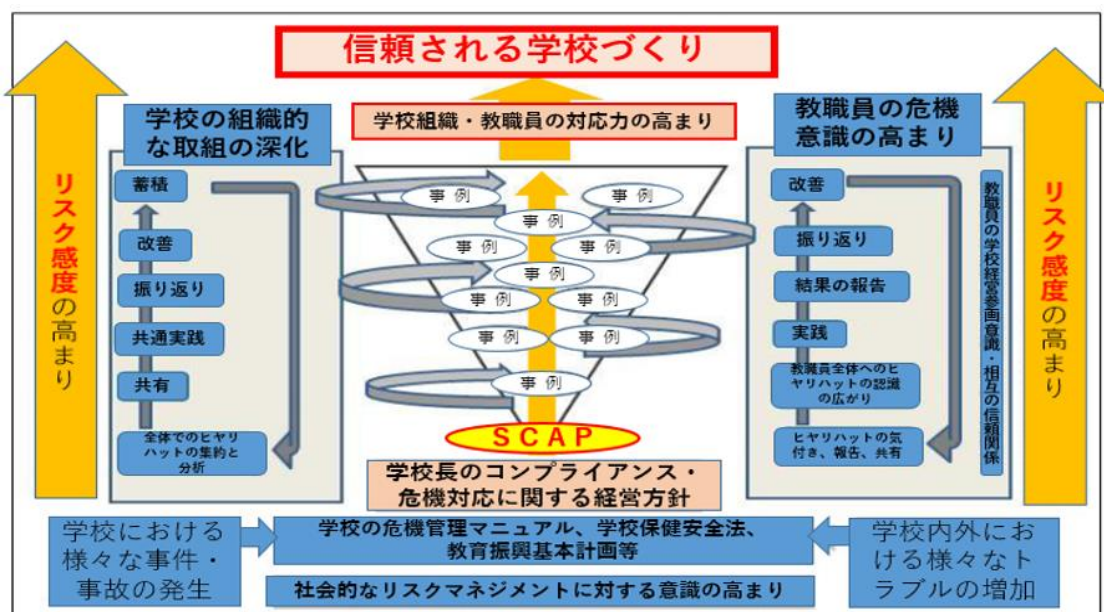 信頼される学校づくり
学校組織・教職員の対応力の高まり
リスク感度の高まり
学校の組織的
な取組の深化
蓄積
改善
振り返り
共通実践
共有
全体でのヒヤリ
ハットの集約と
分析
事例
事例
事例
事例
事例
事例
事例
事例
事例
事例
事例
SCAP
学校長のコンプライアンス・
危機対応に関する経営方針
教職員の危機
意識の高まり
改善
振り返り
結果の報告
実践
教職員全体へのヒ
ヤリハットの認識
の広がり
ヒヤリハットの気
付き、報告、共有
教職員の学校経営参画意識・相互の信頼関係
リスク感度の高まり
学校における
様々な事件・
事故の発生
学校の危機管理マニュアル、学校保健安全法、
教育振興基本計画等
社会的なリスクマネジメントに対する意識の高まり
学校内外にお
ける様々なト
ラブルの増加